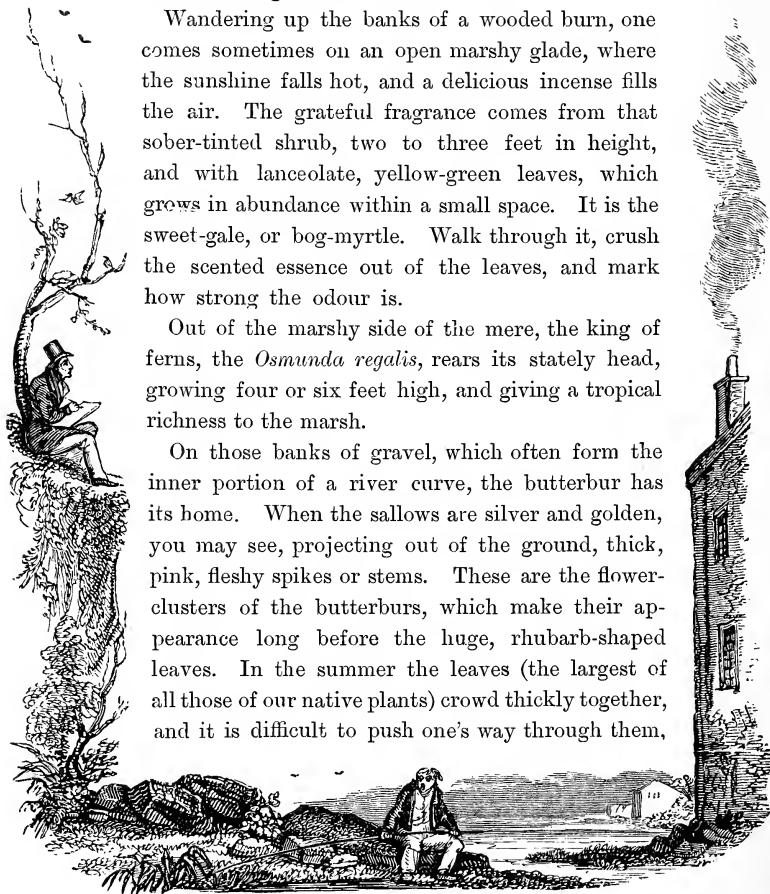 Wandering up the banks of a wooded burn, one
comes sometimes on an open marshy glade, where
the sunshine falls hot, and a delicious incense fills
the air. The grateful fragrance comes from that
sober-tinted shrub, two to three feet in height,
and with lanceolate, yellow-green leaves, which
grows in abundance within a small space. It is the
sweet-gale, or bog-myrtle. Walk through it, crush
the scented essence out of the leaves, and mark
how strong the odour is.
Out of the marshy side of the mere, the king of
ferns, the Osmunda regalis, rears its stately head,
growing four or six feet high, and giving a tropical
richness to the marsh.
On those banks of gravel, which often form the
inner portion of a river curve, the butterbur has
its home. When the sallows are silver and golden,
you may see, projecting out of the ground, thick,
pink, fleshy spikes or stems. These are the flower-
clusters of the butterburs, which make their ap-
pearance long before the huge, rhubarb-shaped
leaves. In the summer the leaves (the largest of
all those of our native plants) crowd thickly together,
and it is difficult to push one's way through them,